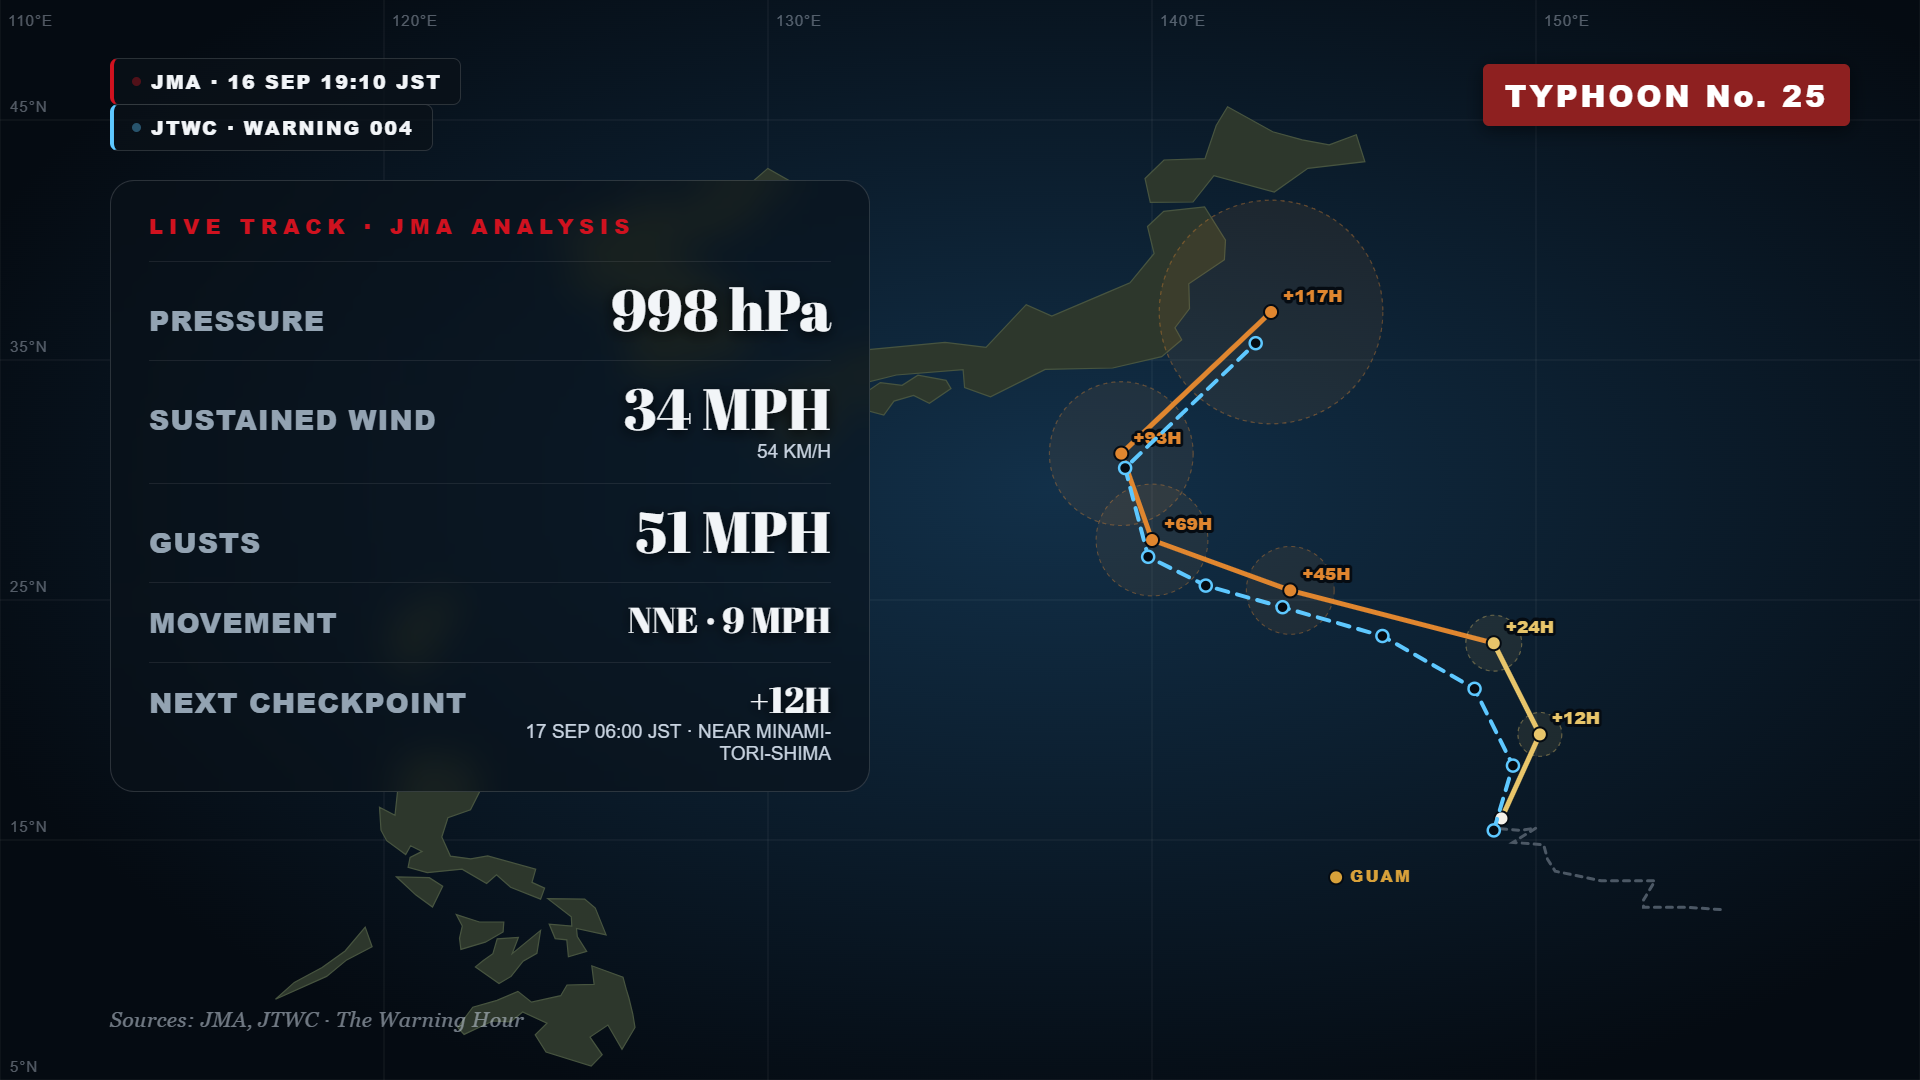 110°E
120°E
130°E
140°E
150°E
JMA · 16 SEP 19:10 JST
JTWC · WARNING 004
TYPHOON No. 25
45°N
35°N
25°N
15°N
5°N
LIVE TRACK · JMA ANALYSIS
PRESSURE
998 hPa
SUSTAINED WIND
34 MPH
54 KM/H
GUSTS
51 MPH
MOVEMENT
NNE · 9 MPH
NEXT CHECKPOINT
+12H
17 SEP 06:00 JST · NEAR MINAMI-
TORI-SHIMA
+117H
+93H
+69H
+45H
+24H
+12H
GUAM
Sources: JMA, JTWC · The Warning Hour